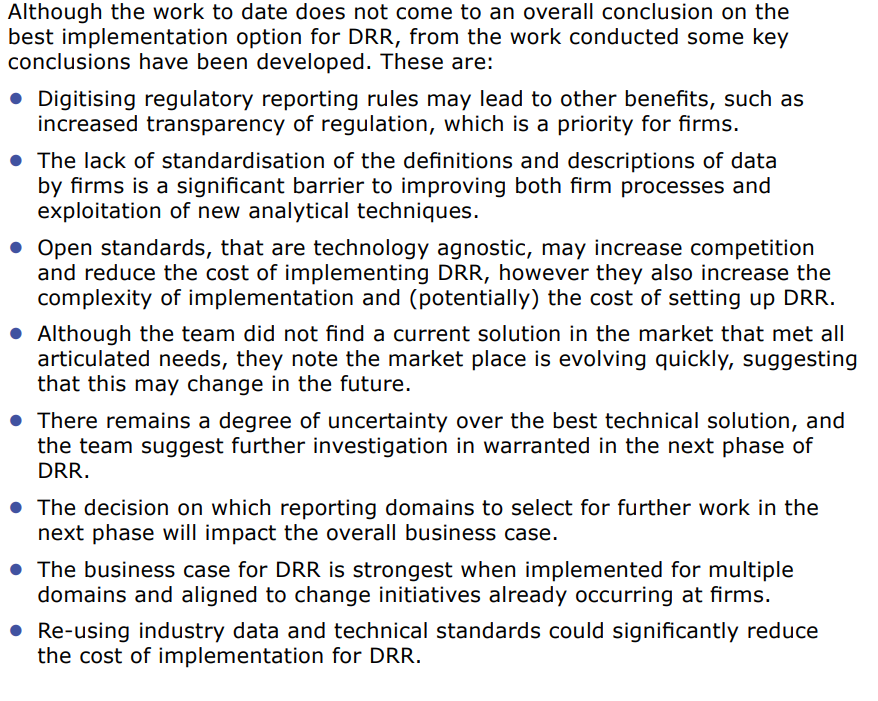 Although the work to date does not come to an overall conclusion on the
best implementation option for DRR, from the work conducted some key
conclusions have been developed. These are:
● Digitising regulatory reporting rules may lead to other benefits, such as
increased transparency of regulation, which is a priority for firms.
● The lack of standardisation of the definitions and descriptions of data
by firms is a significant barrier to improving both firm processes and
exploitation of new analytical techniques.
● Open standards, that are technology agnostic, may increase competition
and reduce the cost of implementing DRR, however they also increase the
complexity of implementation and (potentially) the cost of setting up DRR.
● Although the team did not find a current solution in the market that met all
articulated needs, they note the market place is evolving quickly, suggesting
that this may change in the future.
● There remains a degree of uncertainty over the best technical solution, and
the team suggest further investigation in warranted in the next phase of
DRR.
● The decision on which reporting domains to select for further work in the
next phase will impact the overall business case.
● The business case for DRR is strongest when implemented for multiple
domains and aligned to change initiatives already occurring at firms.
● Re-using industry data and technical standards could significantly reduce
the cost of implementation for DRR.